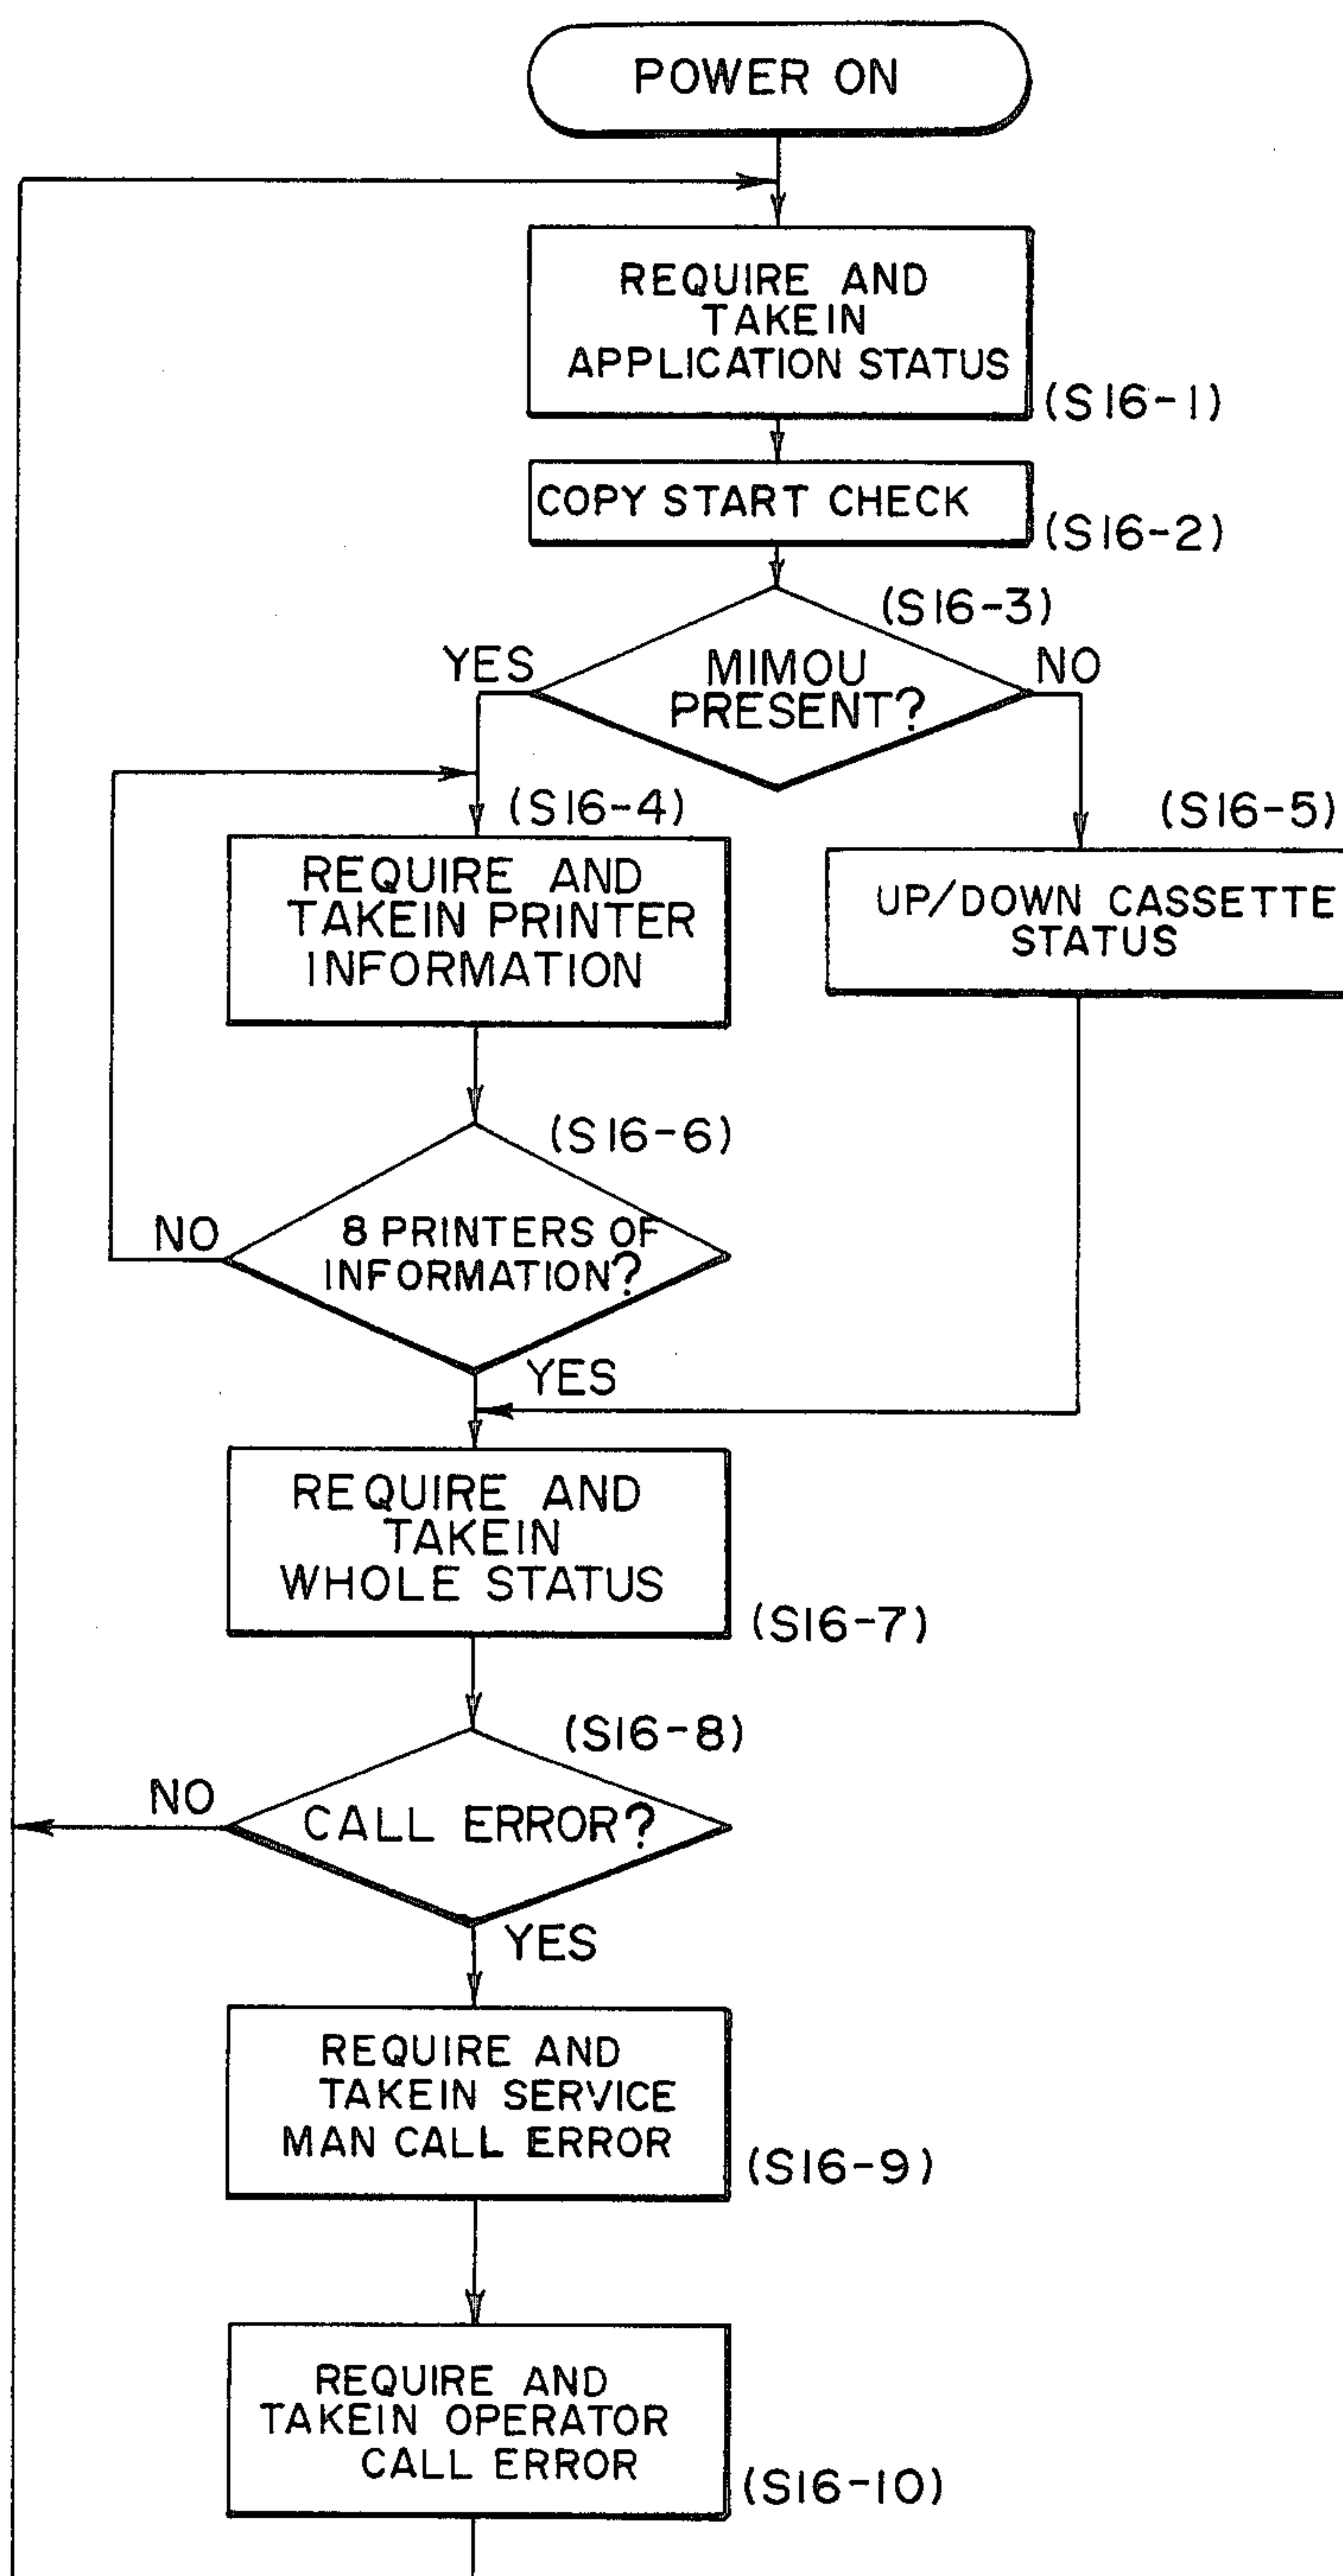 POWER ON
REQUIRE AND
TAKEIN
APPLICATION STATUS
(S16-1)
COPY START CHECK
(S16-2)
(S16-3)
YES
MIMOU
PRESENT?
NO
(S16-4)
(S16-5)
REQUIRE AND
TAKEIN PRINTER
INFORMATION
UP/DOWN CASSETTE
STATUS
(S16-6)
NO
8 PRINTERS OF
INFORMATION?
YES
REQUIRE AND
TAKEIN
WHOLE STATUS
(S16-7)
(S16-8)
NO
CALL ERROR?
YES
REQUIRE AND
TAKEIN SERVICE
MAN CALL ERROR
(S16-9)
REQUIRE AND
TAKEIN OPERATOR
CALL ERROR
(S16-10)